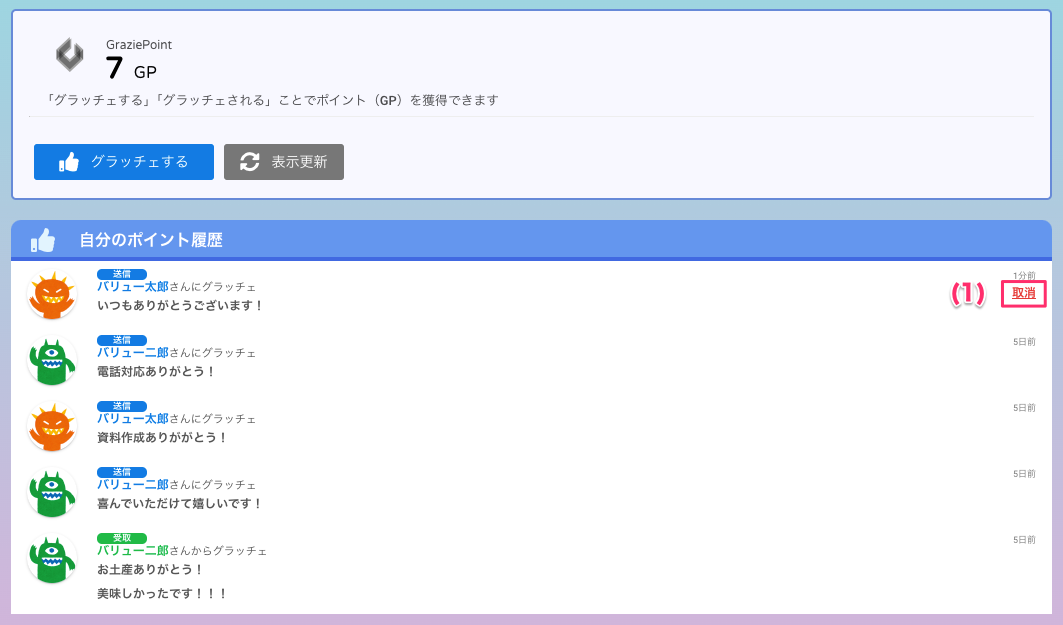 GraziePoint
7 GP
「グラッチェする」「グラッチェされる」ことでポイント（GP）を獲得できます
グラッチェする 表示更新
自分のポイント履歴
送信 1分前
バリュー太郎さんにグラッチェ (1) 取消
いつもありがとうございます！
送信
バリュー二郎さんにグラッチェ 5日前
電話対応ありがとう！
送信
バリュー太郎さんにグラッチェ 5日前
資料作成ありががとう！
送信
バリュー二郎さんにグラッチェ 5日前
喜んでいただけて嬉しいです！
受取
バリュー二郎さんからグラッチェ 5日前
お土産ありがとう！
美味しかったです！！！